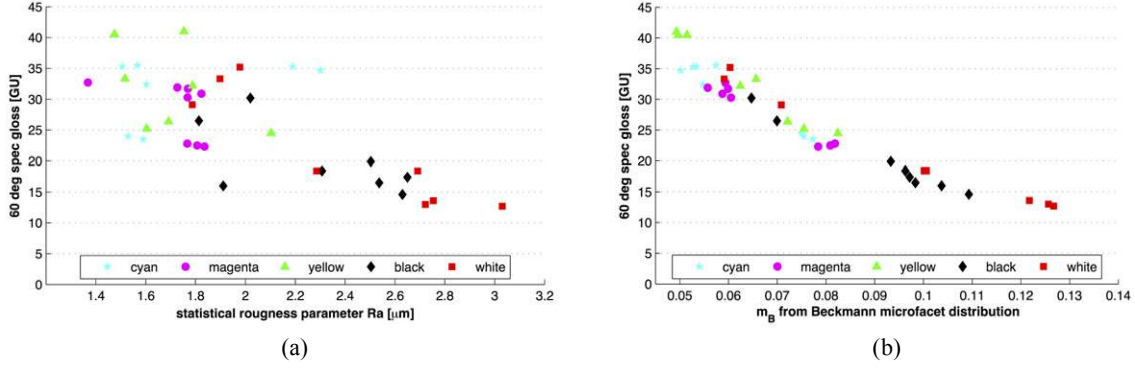 45
40
35
30
25
20
15
10
5
0
60 deg spec gloss [GU]
cyan magenta yellow black white
1.4 1.6 1.8 2 2.2 2.4 2.6 2.8 3 3.2
statistical rougness parameter Ra [μm]
(a)
45
40
35
30
25
20
15
10
5
0
60 deg spec gloss [GU]
cyan magenta yellow black white
0.05 0.06 0.07 0.08 0.09 0.1 0.11 0.12 0.13 0.14
m_B from Beckmann microfacet distribution
(b)